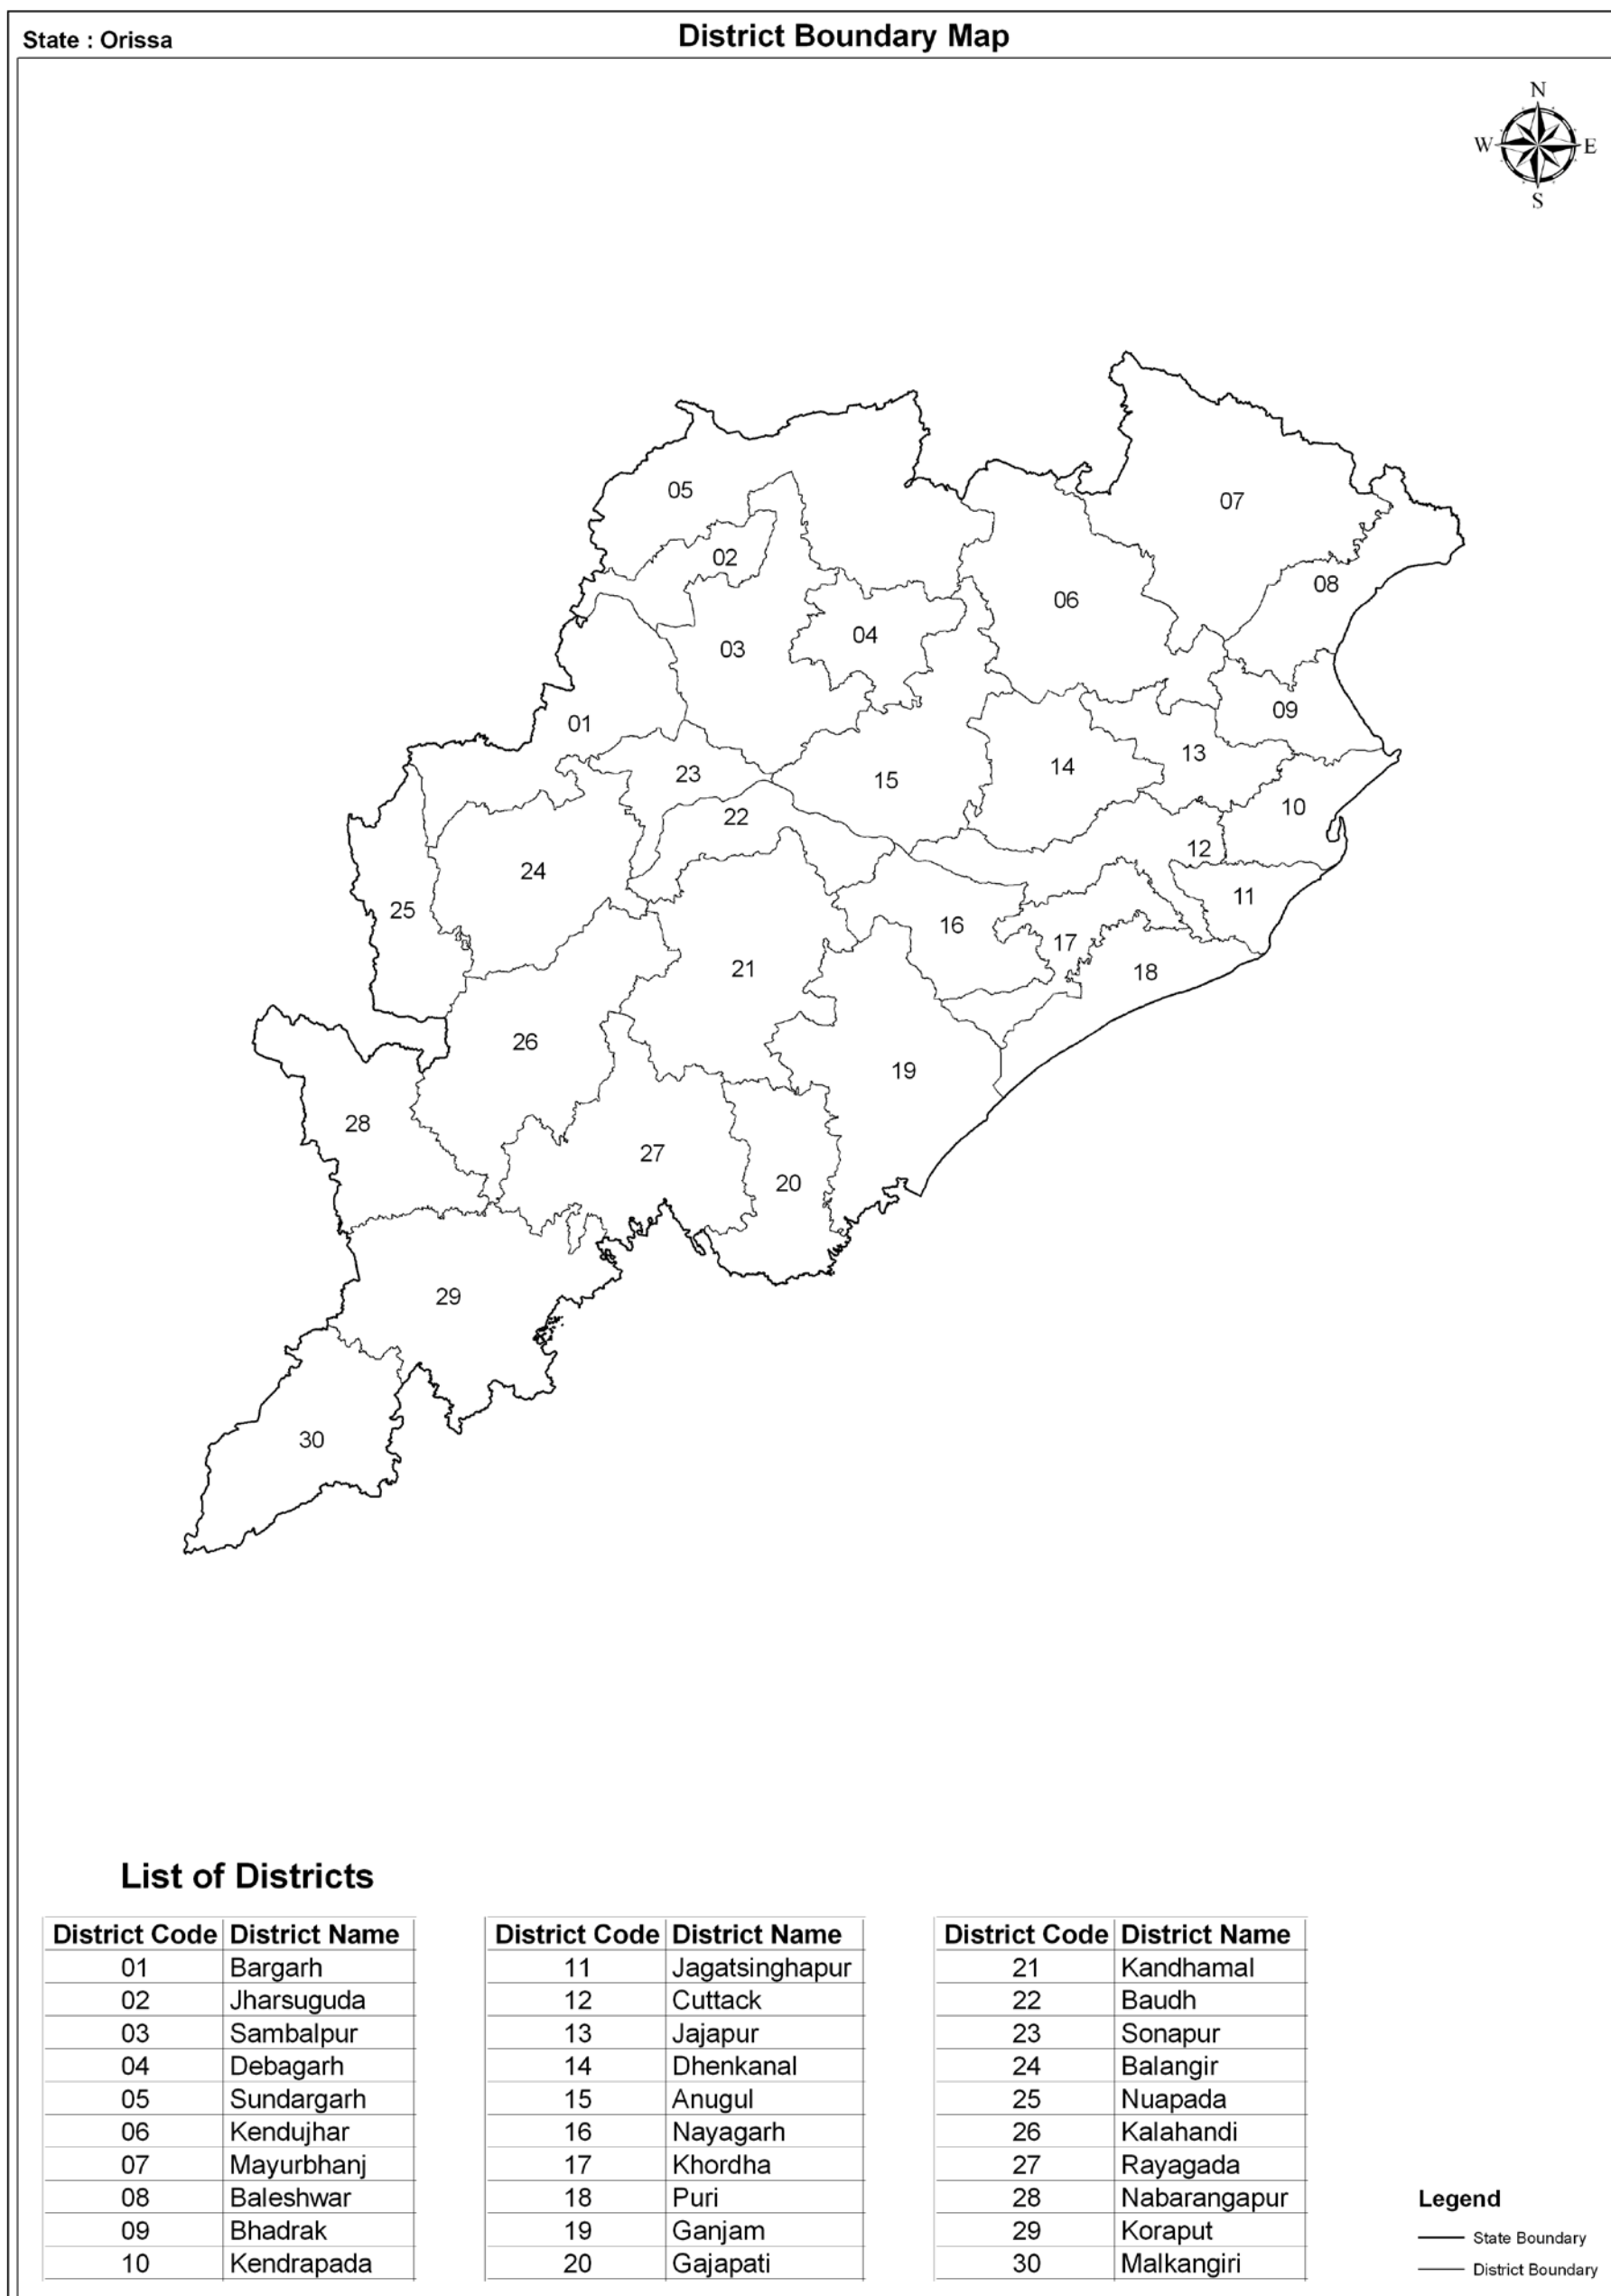 State : Orissa
District Boundary Map
N
W E
S
05
07
02
08
06
04
03
09
01
13
14
23
15
10
22
12
24
11
25
16
17
21
18
26
19
28
27
20
29
30
List of Districts
District Code District Name
01 Bargarh
02 Jharsuguda
03 Sambalpur
04 Debagarh
05 Sundargarh
06 Kendujhar
07 Mayurbhanj
08 Baleshwar
09 Bhadrak
10 Kendrapada
District Code District Name
11 Jagatsinghapur
12 Cuttack
13 Jajapur
14 Dhenkanal
15 Anugul
16 Nayagarh
17 Khordha
18 Puri
19 Ganjam
20 Gajapati
District Code District Name
21 Kandhamal
22 Baudh
23 Sonapur
24 Balangir
25 Nuapada
26 Kalahandi
27 Rayagada
28 Nabarangapur
29 Koraput
30 Malkangiri
Legend
State Boundary
District Boundary